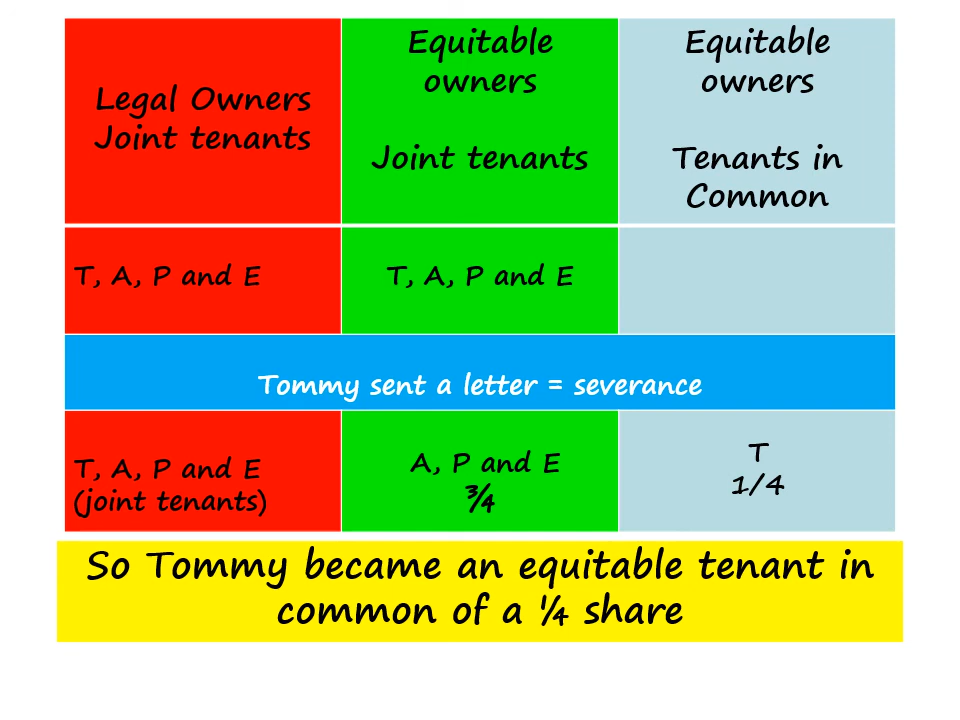 Legal Owners
Joint tenants
Equitable
owners
Joint tenants
Equitable
owners
Tenants in
Common
T, A, P and E
T, A, P and E
Tommy sent a letter = severance
T, A, P and E
(joint tenants)
A, P and E
¾
T
1/4
So Tommy became an equitable tenant in
common of a ¼ share